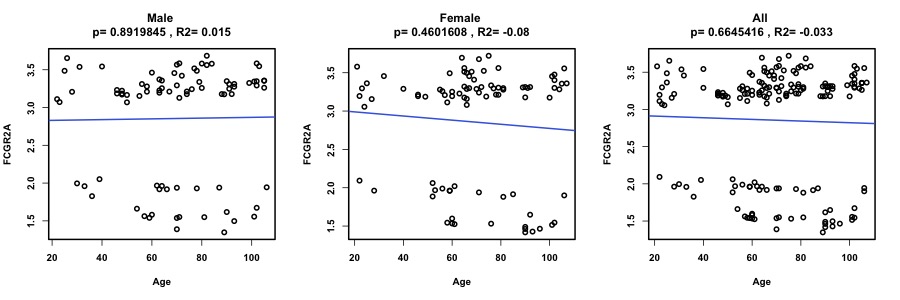 Male
p= 0.8919845 , R2= 0.015
FCGR2A
3.5
3.0
2.5
2.0
1.5
20 40 60 80 100
Age
Female
p= 0.4601608 , R2= -0.08
FCGR2A
3.5
3.0
2.5
2.0
1.5
20 40 60 80 100
Age
All
p= 0.6645416 , R2= -0.033
FCGR2A
3.5
3.0
2.5
2.0
1.5
20 40 60 80 100
Age